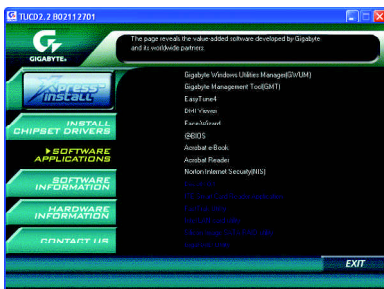 TUCD2.2 B02112701
GIGABYTE
The page reveals the value-added software developed by Gigabyte
and its worldwide partners.
Xpress
install
INSTALL
CHIPSET DRIVERS
SOFTWARE
APPLICATIONS
SOFTWARE
INFORMATION
HARDWARE
INFORMATION
CONTACT US
Gigabyte Windows Utilities Manager(GWUM)
Gigabyte Management Tool(GMT)
EasyTune4
DMI Viewer
Face-Wizard
@BIOS
Acrobat e-Book
Acrobat Reader
Norton Internet Security(NIS)
EXIT